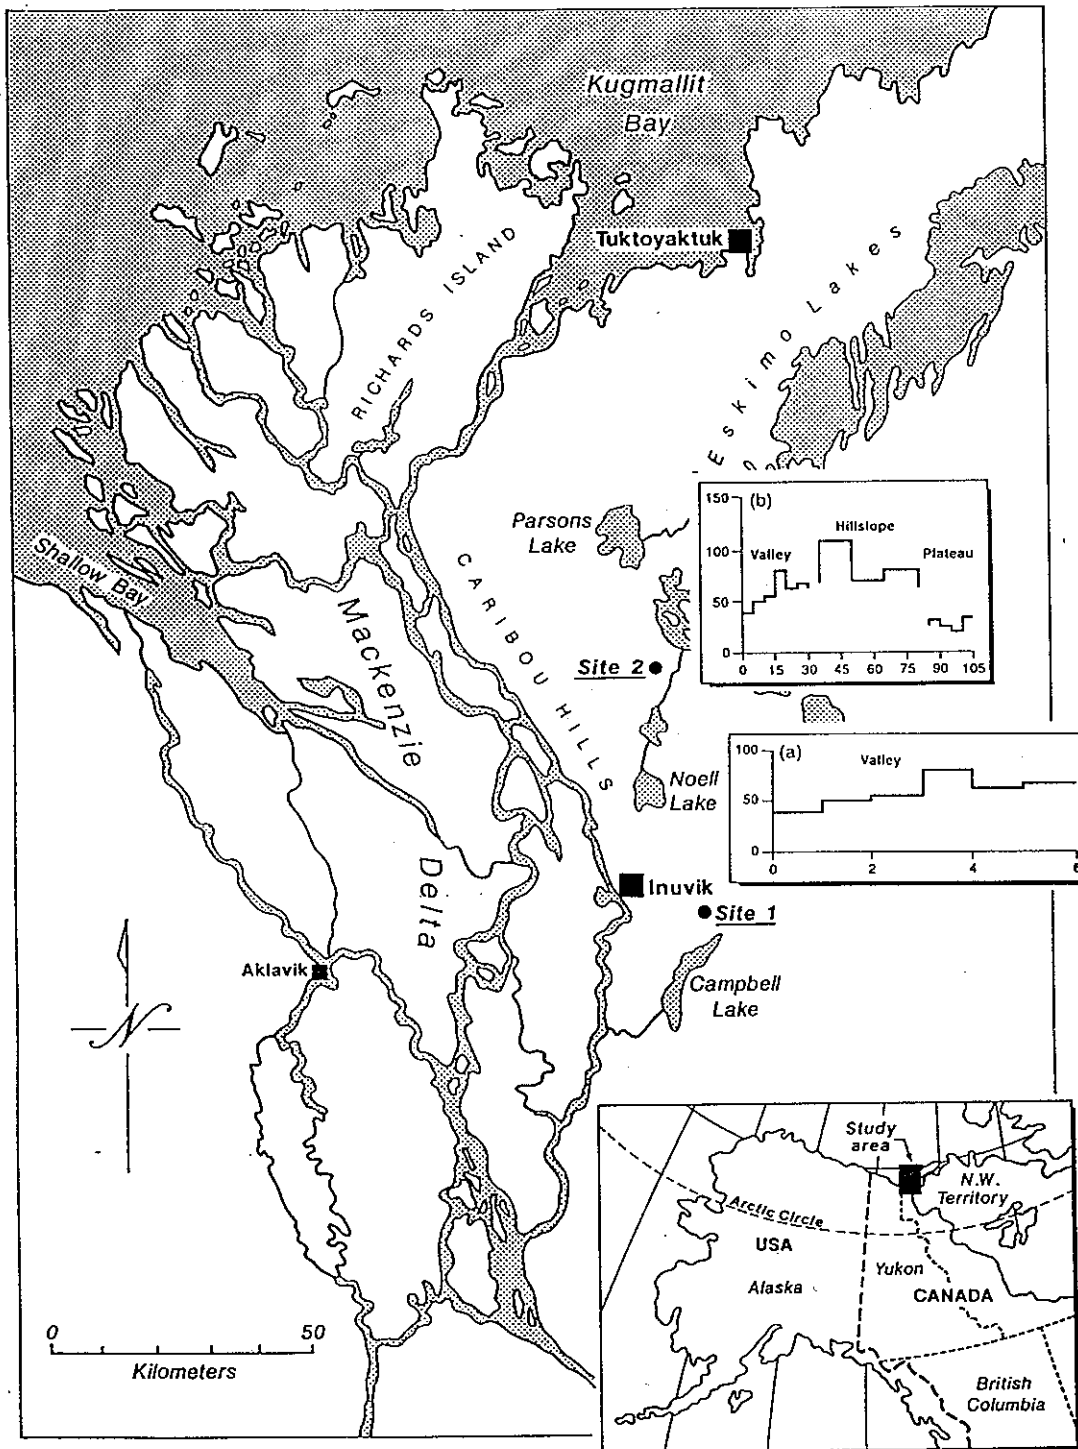 Kugmallit
Bay
Tuktoyaktuk
RICHARDS ISLAND
Eskimo Lakes
Shallow Bay
Parsons
Lake
CARIBOU HILLS
Mackenzie
Delta
Site 2
Noell
Lake
Inuvik
Site 1
Aklavik
Campbell
Lake
N
0 50
Kilometers
(b)
150
100
50
0
Valley
Hillslope
Plateau
0 15 30 45 60 75 90 105
(a)
100
50
0
Valley
0 2 4 6
Study
area
N.W.
Territory
Arctic Circle
USA
Alaska
Yukon
CANADA
British
Columbia